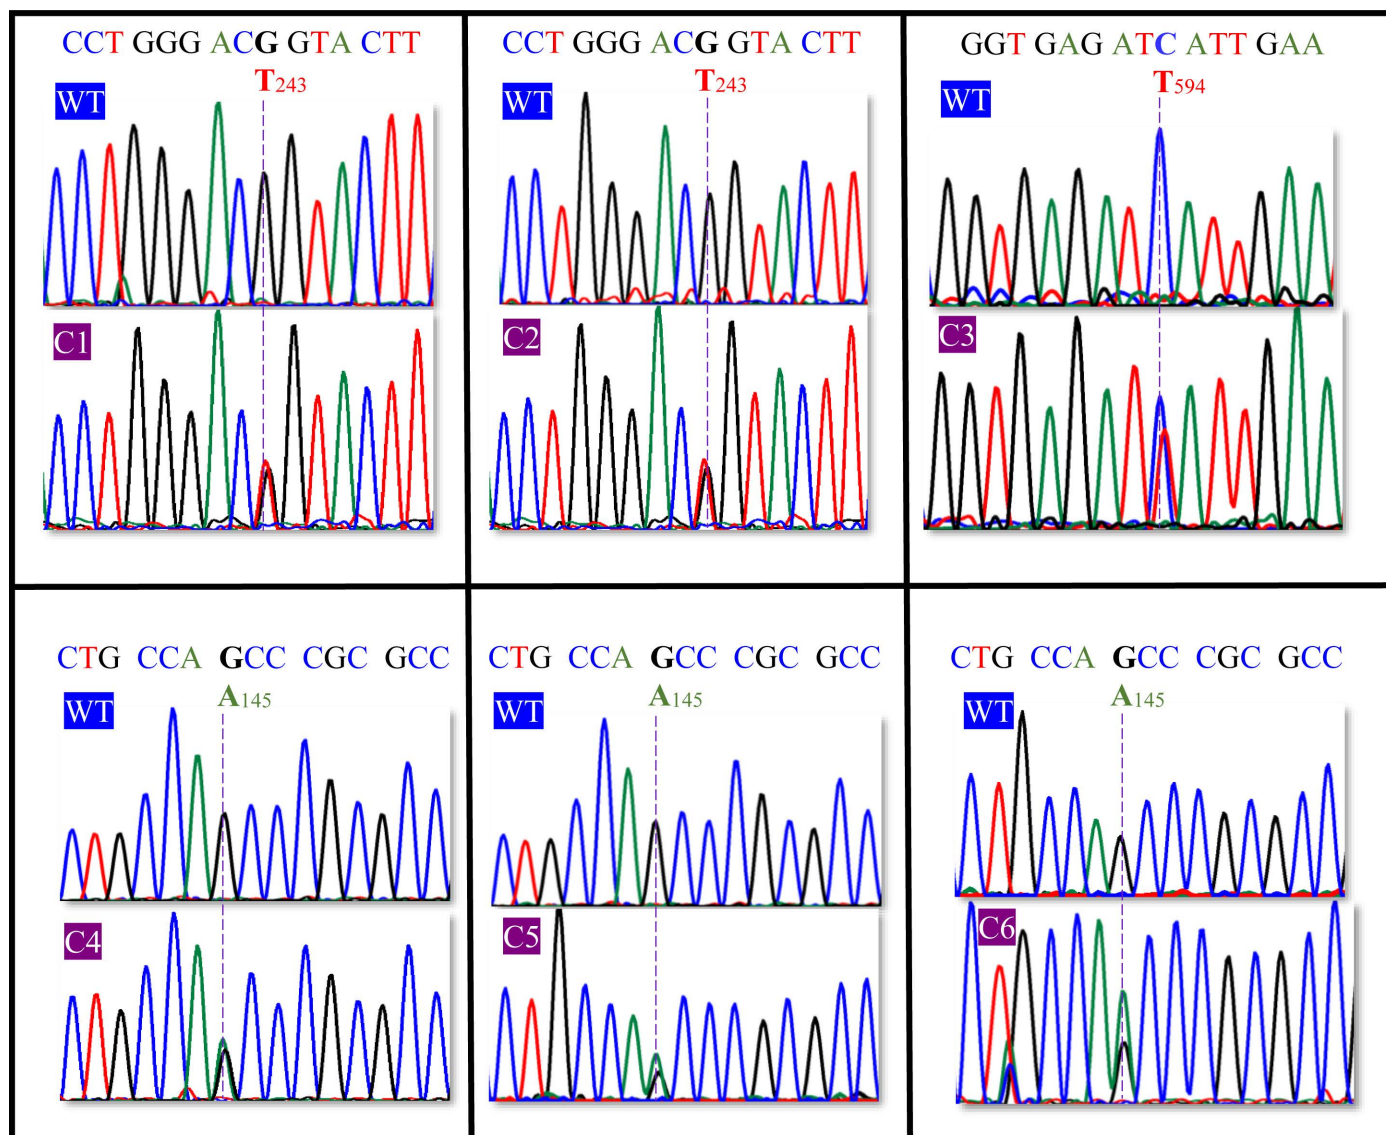 CCT GGG ACG GTA CTT
T243
WT
C1
CCT GGG ACG GTA CTT
T243
WT
C2
GGT GAG ATC ATT GAA
T594
WT
C3
CTG CCA GCC CGC GCC
A145
WT
C4
CTG CCA GCC CGC GCC
A145
WT
C5
CTG CCA GCC CGC GCC
A145
WT
C6